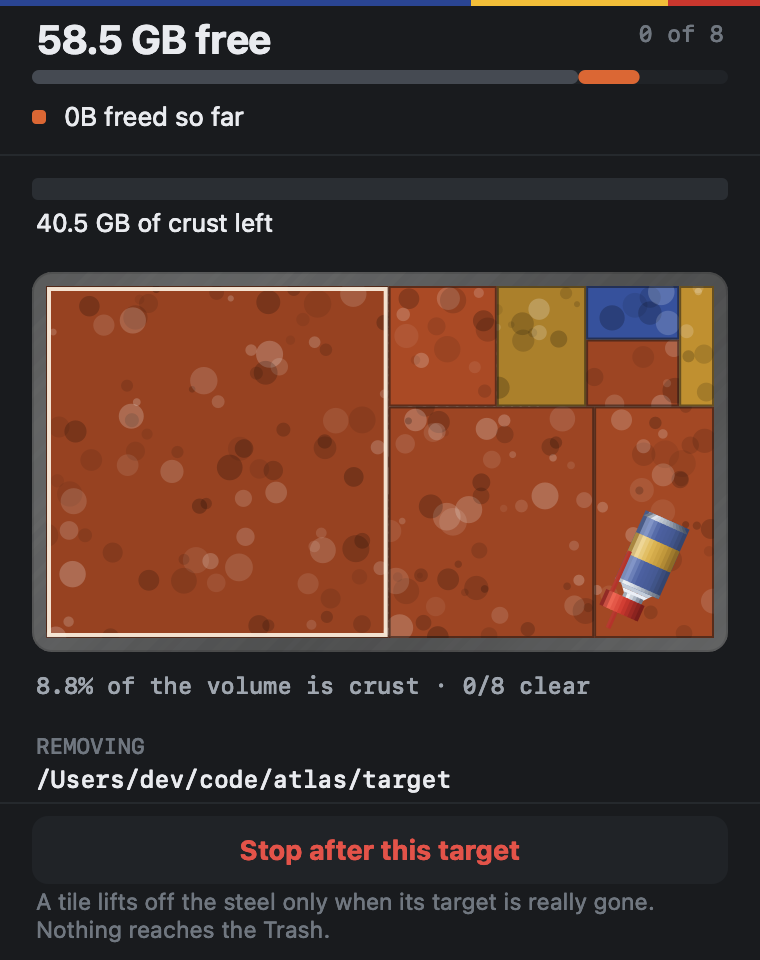 58.5 GB free
0 of 8
0B freed so far
40.5 GB of crust left
8.8% of the volume is crust · 0/8 clear
REMOVING
/Users/dev/code/atlas/target
Stop after this target
A tile lifts off the steel only when its target is really gone.
Nothing reaches the Trash.